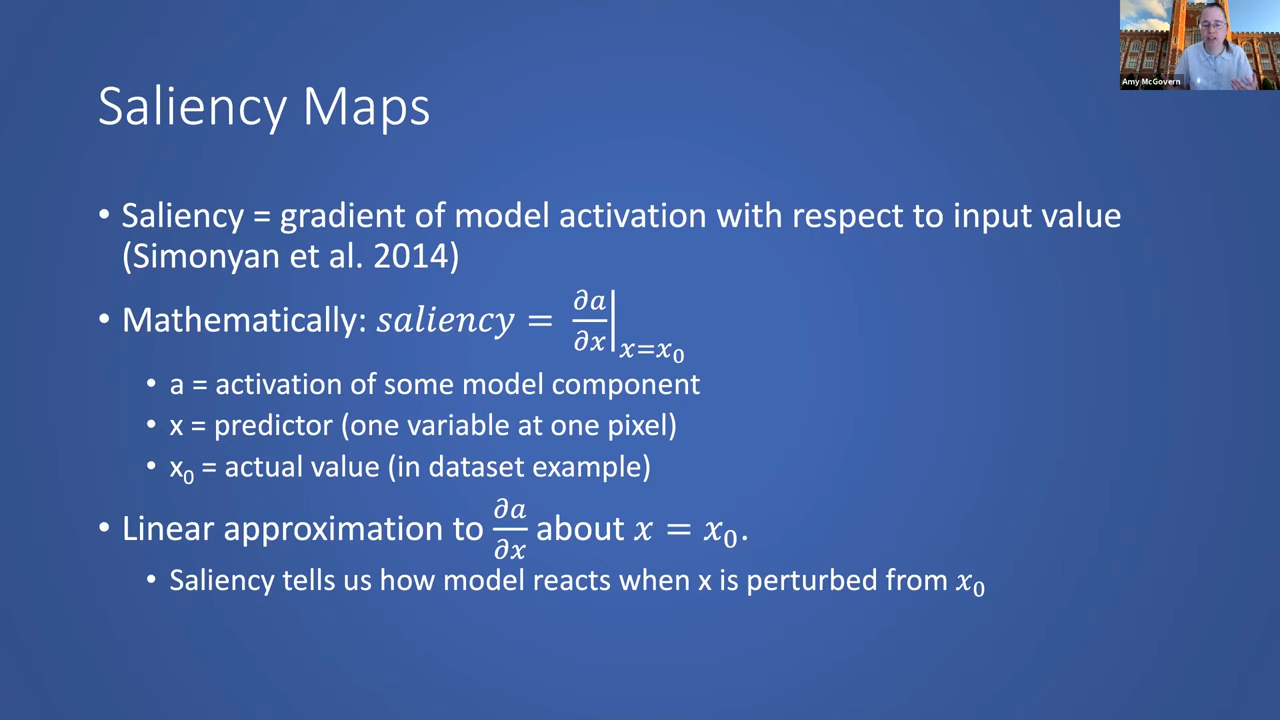 Amy McGovern
Saliency Maps
• Saliency = gradient of model activation with respect to input value
(Simonyan et al. 2014)
• Mathematically: saliency = ∂a/∂x|x=x₀
• a = activation of some model component
• x = predictor (one variable at one pixel)
• x₀ = actual value (in dataset example)
• Linear approximation to ∂a/∂x about x = x₀.
• Saliency tells us how model reacts when x is perturbed from x₀